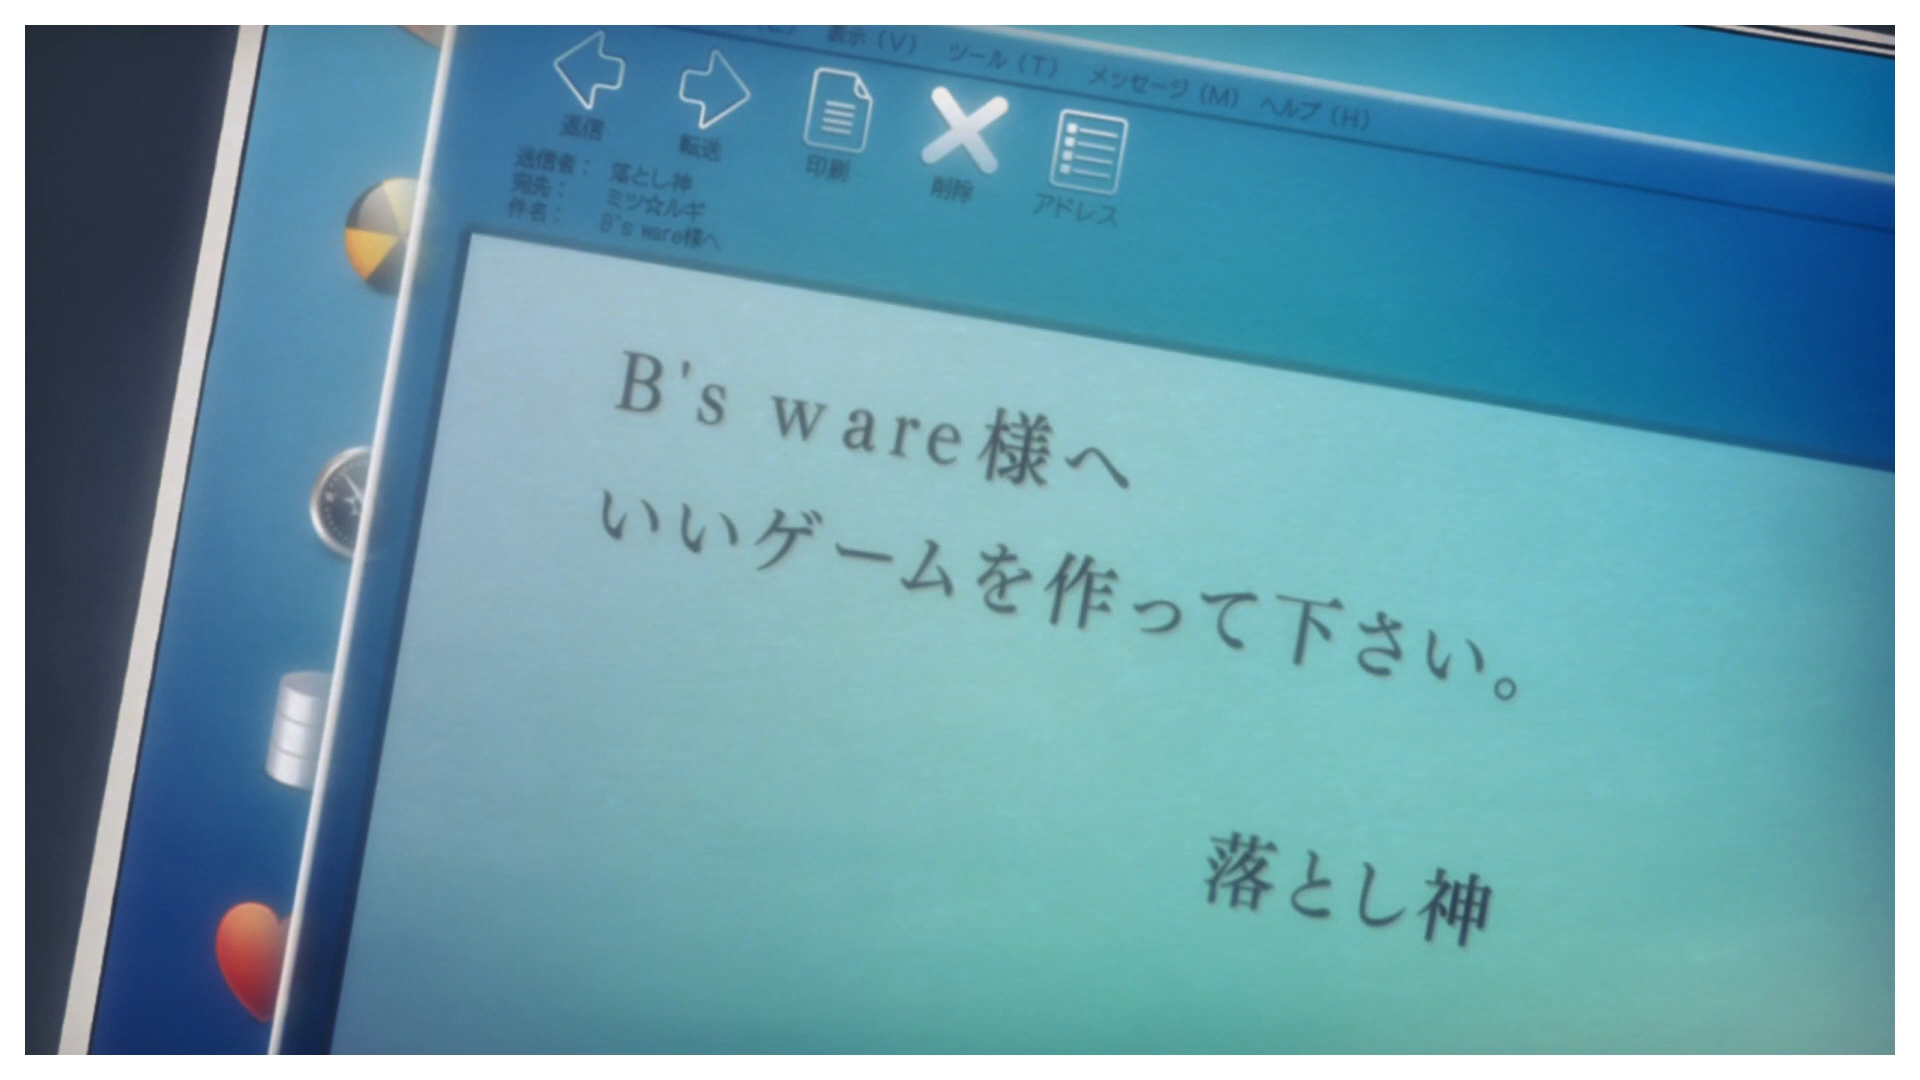 表示（V） ツール（T） メッセージ（M） ヘルプ（H）
返信 転送 印刷 削除 アドレス
送信者： 落とし神
宛先： ミツ☆ルギ
件名： B's ware様へ
B's ware様へ
いいゲームを作って下さい。
落とし神